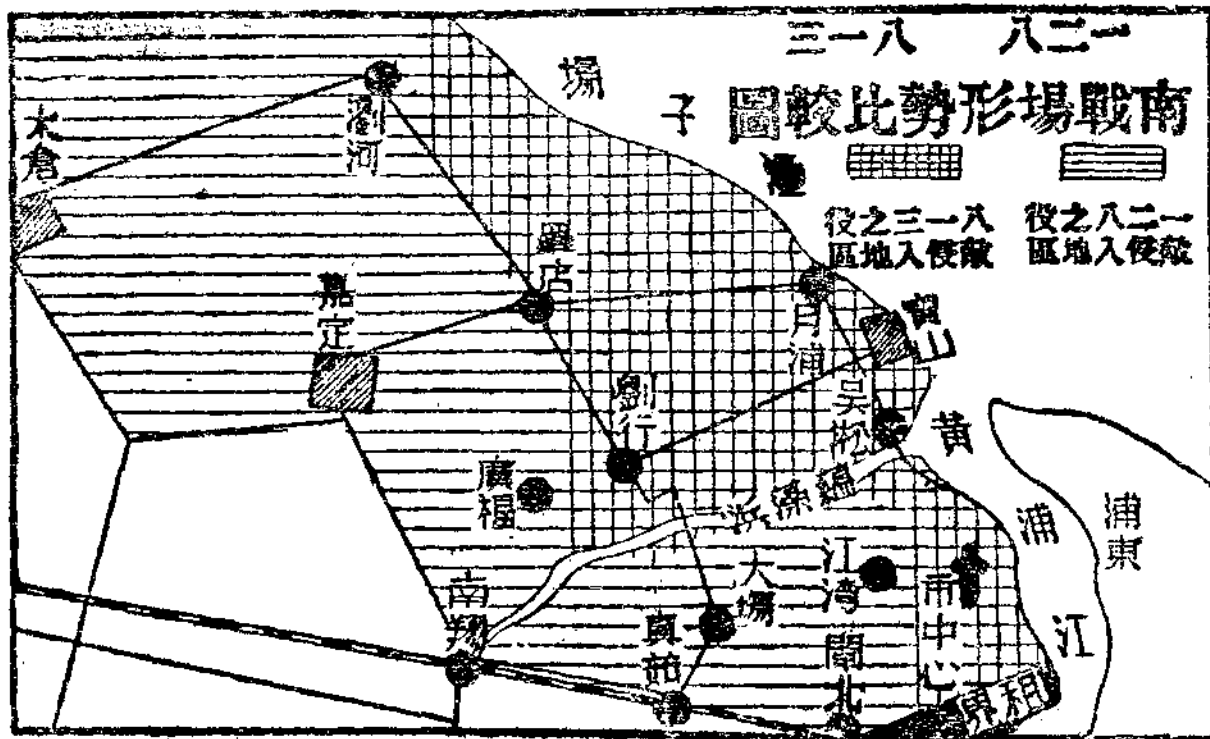 一二八 八一三
南戰場形勢比較圖
一二八之役
敵侵入地區
八一三之役
敵侵入地區
揚子
瀏河
太倉
羅店
嘉定
月浦
寶山
吳淞
劉行
廣福
蘊藻浜
黃浦江
浦東
江湾
市中心
大場
真茹
南翔
閘北
租界